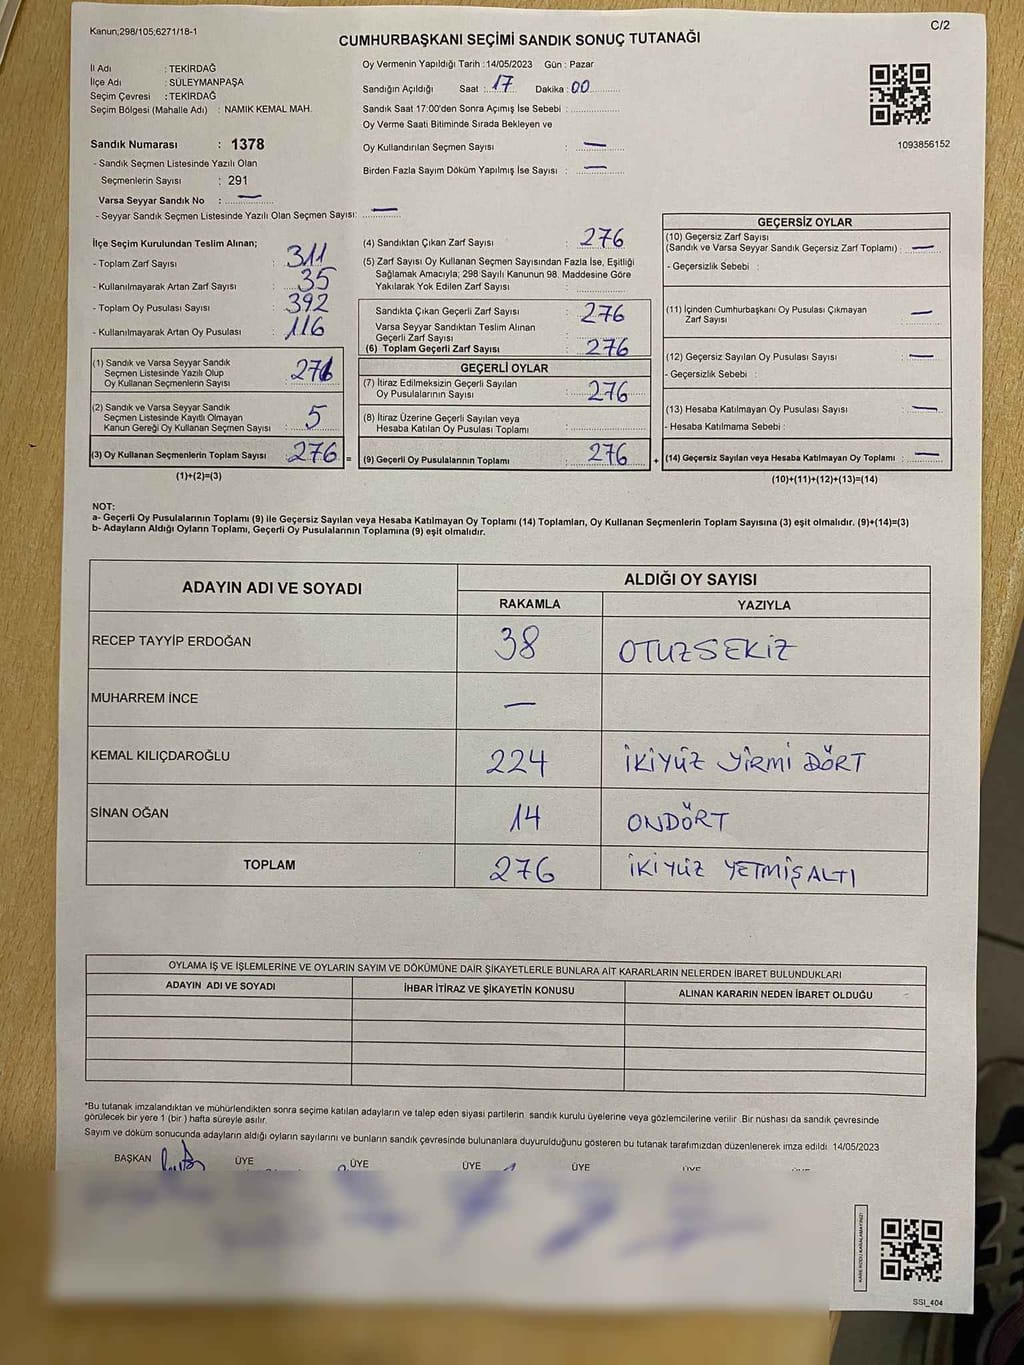 Kanun;298/105;6271/18-1
C/2
CUMHURBAŞKANI SEÇİMİ SANDIK SONUÇ TUTANAĞI
İl Adı : TEKİRDAĞ
İlçe Adı : SÜLEYMANPAŞA
Seçim Çevresi : TEKİRDAĞ
Seçim Bölgesi (Mahalle Adı) : NAMIK KEMAL MAH.
Oy Vermenin Yapıldığı Tarih :14/05/2023 Gün : Pazar
Sandığın Açıldığı Saat : 17 Dakika : 00
Sandık Saat 17:00'den Sonra Açımış İse Sebebi :
Oy Verme Saati Bitiminde Sırada Bekleyen ve
Oy Kullandırılan Seçmen Sayısı : —
Birden Fazla Sayım Döküm Yapılmış İse Sayısı : —
1093856152
Sandık Numarası : 1378
- Sandık Seçmen Listesinde Yazılı Olan
Seçmenlerin Sayısı : 291
Varsa Seyyar Sandık No : —
- Seyyar Sandık Seçmen Listesinde Yazılı Olan Seçmen Sayısı: —
İlçe Seçim Kurulundan Teslim Alınan;
- Toplam Zarf Sayısı : 311
- Kullanılmayarak Artan Zarf Sayısı : 35
- Toplam Oy Pusulası Sayısı : 392
- Kullanılmayarak Artan Oy Pusulası : 116
(1) Sandık ve Varsa Seyyar Sandık
Seçmen Listesinde Yazılı Olup
Oy Kullanan Seçmenlerin Sayısı :
(2) Sandık ve Varsa Seyyar Sandık
Seçmen Listesinde Kayıtlı Olmayan
Kanun Gereği Oy Kullanan Seçmen Sayısı : 5
(3) Oy Kullanan Seçmenlerin Toplam Sayısı : 276 =
(1)+(2)=(3)
(4) Sandıktan Çıkan Zarf Sayısı : 276
(5) Zarf Sayısı Oy Kullanan Seçmen Sayısından Fazla İse, Eşitliği
Sağlamak Amacıyla; 298 Sayılı Kanunun 98. Maddesine Göre
Yakılarak Yok Edilen Zarf Sayısı :
Sandıkta Çıkan Geçerli Zarf Sayısı : 276
Varsa Seyyar Sandıktan Teslim Alınan
Geçerli Zarf Sayısı :
(6) Toplam Geçerli Zarf Sayısı : 276
GEÇERLİ OYLAR
(7) İtiraz Edilmeksizin Geçerli Sayılan
Oy Pusulalarının Sayısı : 276
(8) İtiraz Üzerine Geçerli Sayılan veya
Hesaba Katılan Oy Pusulası Toplamı :
(9) Geçerli Oy Pusulalarının Toplamı : 276 +
GEÇERSİZ OYLAR
(10) Geçersiz Zarf Sayısı
(Sandık ve Varsa Seyyar Sandık Geçersiz Zarf Toplamı) : —
- Geçersizlik Sebebi :
(11) İçinden Cumhurbaşkanı Oy Pusulası Çıkmayan
Zarf Sayısı : —
(12) Geçersiz Sayılan Oy Pusulası Sayısı : —
- Geçersizlik Sebebi :
(13) Hesaba Katılmayan Oy Pusulası Sayısı : —
- Hesaba Katılmama Sebebi :
(14) Geçersiz Sayılan veya Hesaba Katılmayan Oy Toplamı : —
(10)+(11)+(12)+(13)=(14)
NOT:
a- Geçerli Oy Pusulalarının Toplamı (9) ile Geçersiz Sayılan veya Hesaba Katılmayan Oy Toplamı (14) Toplamları, Oy Kullanan Seçmenlerin Toplam Sayısına (3) eşit olmalıdır. (9)+(14)=(3)
b- Adayların Aldığı Oyların Toplamı, Geçerli Oy Pusulalarının Toplamına (9) eşit olmalıdır.
ADAYIN ADI VE SOYADI ALDIĞI OY SAYISI
RAKAMLA YAZIYLA
RECEP TAYYİP ERDOĞAN 38 OTUZSEKİZ
MUHARREM İNCE —
KEMAL KILIÇDAROĞLU 224 İKİYÜZ YİRMİ DÖRT
SİNAN OĞAN 14 ONDÖRT
TOPLAM 276 İKİYÜZ YETMİŞALTI
OYLAMA İŞ VE İŞLEMLERİNE VE OYLARIN SAYIM VE DÖKÜMÜNE DAİR ŞİKAYETLERLE BUNLARA AİT KARARLARIN NELERDEN İBARET BULUNDUKLARI
ADAYIN ADI VE SOYADI İHBAR İTİRAZ VE ŞİKAYETİN KONUSU ALINAN KARARIN NEDEN İBARET OLDUĞU
*Bu tutanak imzalandıktan ve mühürlendikten sonra seçime katılan adayların ve talep eden siyasi partilerin sandık kurulu üyelerine veya gözlemcilerine verilir .Bir nüshası da sandık çevresinde
görülecek bir yere 1 (bir ) hafta süreyle asılır.
Sayım ve döküm sonucunda adayların aldığı oyların sayılarını ve bunların sandık çevresinde bulunanlara duyurulduğunu gösteren bu tutanak tarafımızdan düzenlenerek imza edildi. 14/05/2023
BAŞKAN ÜYE ÜYE ÜYE ÜYE
KARE KODU KARALAMAYINIZ!
SSI_404